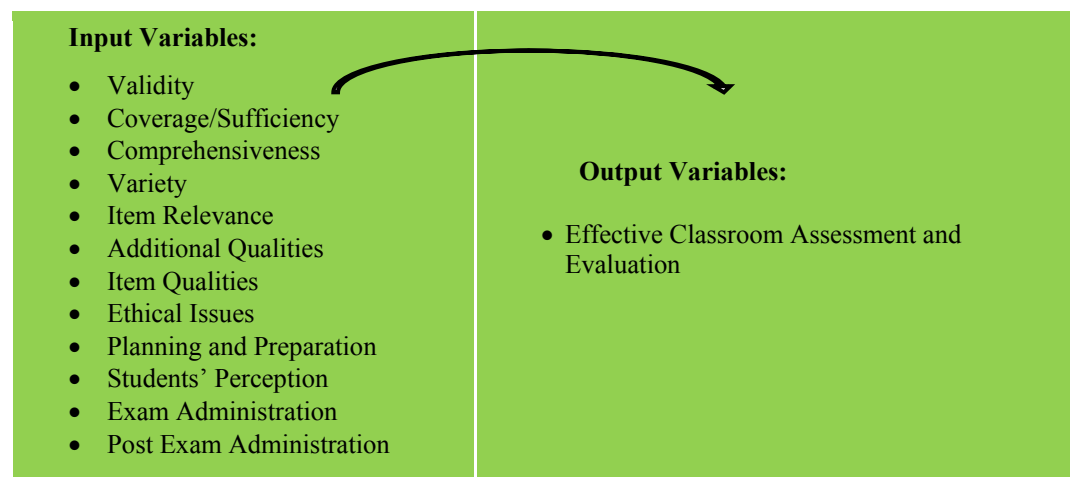 Input Variables:
• Validity
• Coverage/Sufficiency
• Comprehensiveness
• Variety
• Item Relevance
• Additional Qualities
• Item Qualities
• Ethical Issues
• Planning and Preparation
• Students’ Perception
• Exam Administration
• Post Exam Administration
Output Variables:
• Effective Classroom Assessment and
Evaluation